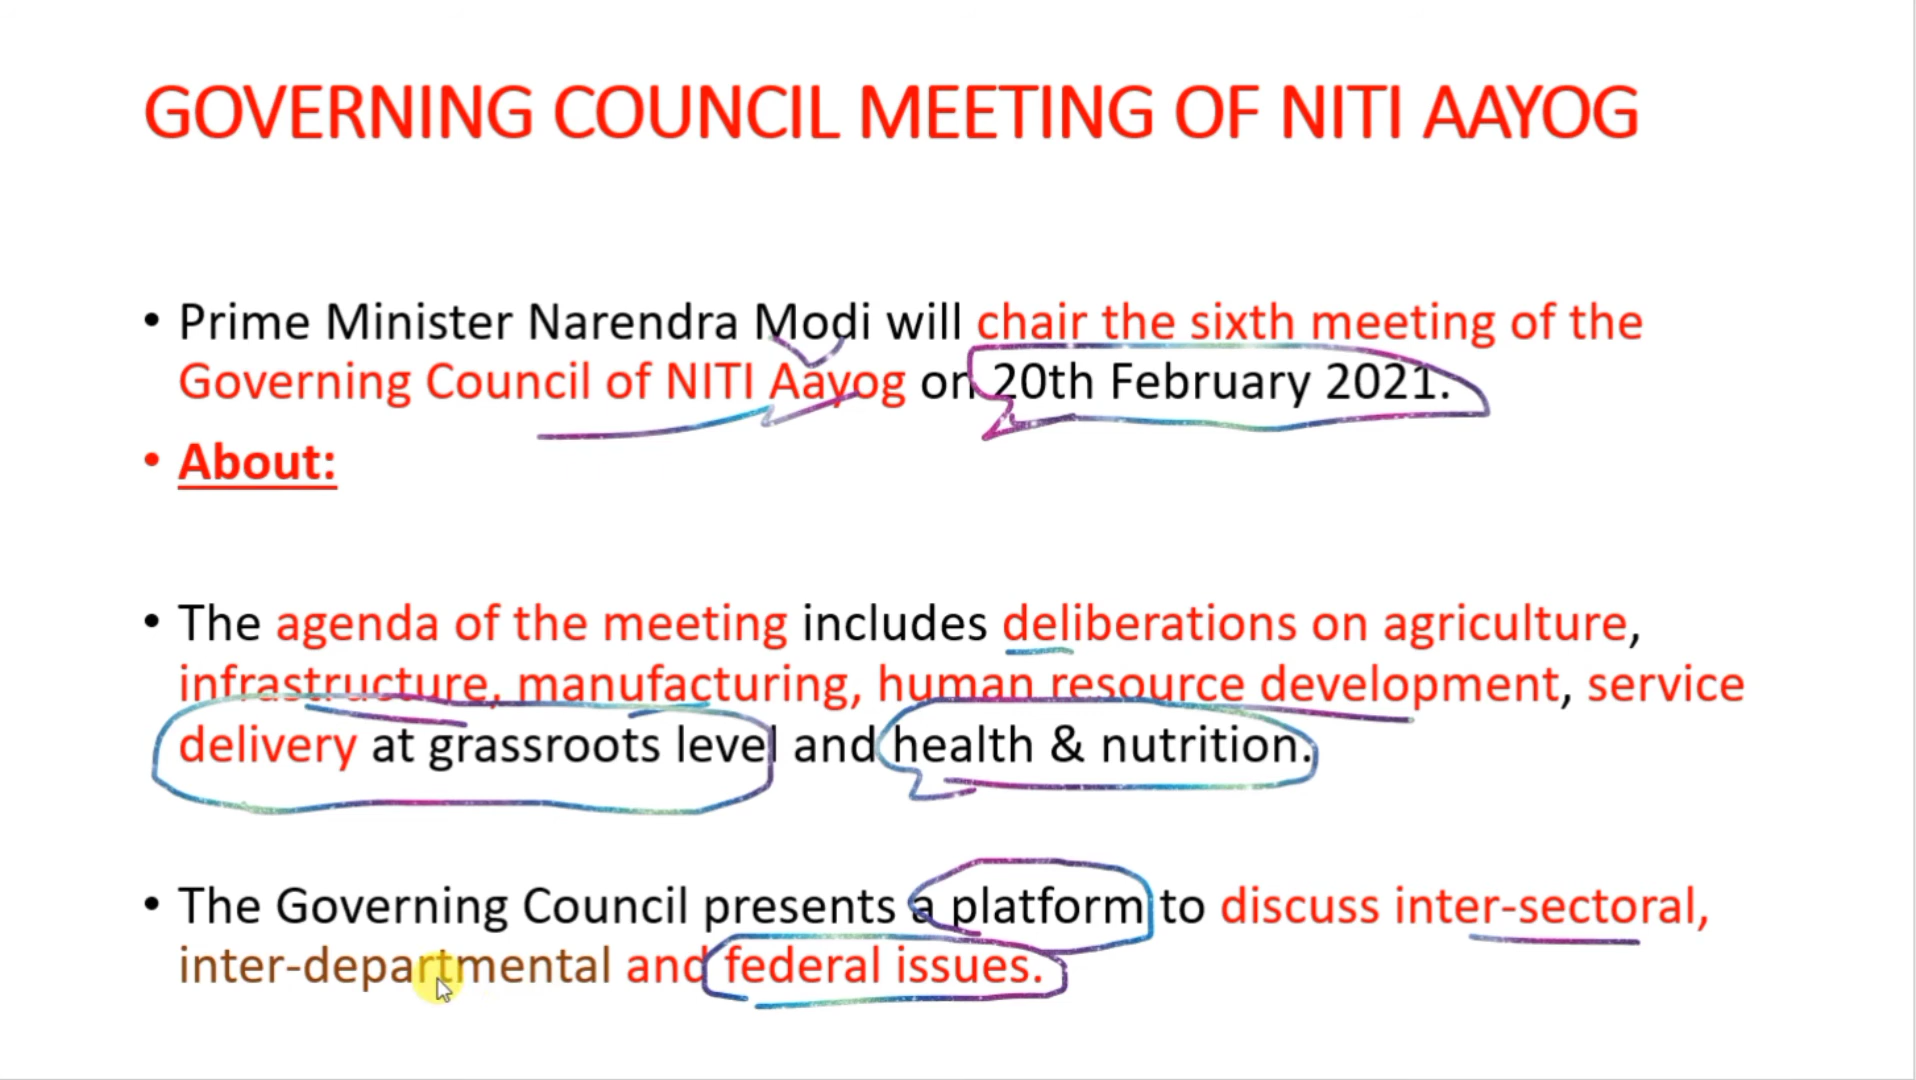 GOVERNING COUNCIL MEETING OF NITI AAYOG
• Prime Minister Narendra Modi will chair the sixth meeting of the
Governing Council of NITI Aayog on 20th February 2021.
• About:
• The agenda of the meeting includes deliberations on agriculture,
infrastructure, manufacturing, human resource development, service
delivery at grassroots level and health & nutrition.
• The Governing Council presents a platform to discuss inter-sectoral,
inter-departmental and federal issues.